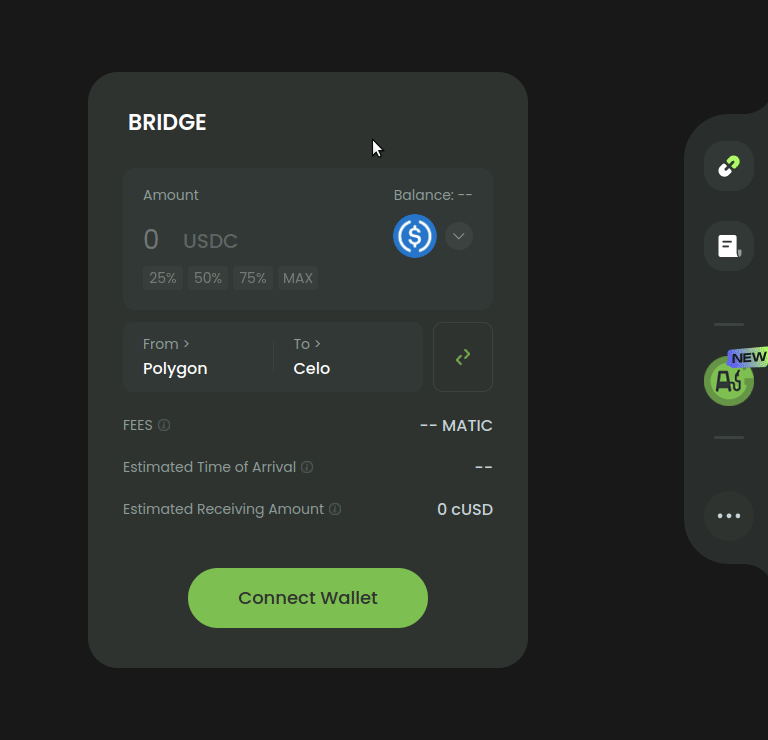 BRIDGE
Amount
Balance: --
0 USDC
25% 50% 75% MAX
From > To >
Polygon Celo
FEES
-- MATIC
Estimated Time of Arrival
--
Estimated Receiving Amount
0 cUSD
Connect Wallet
NEW